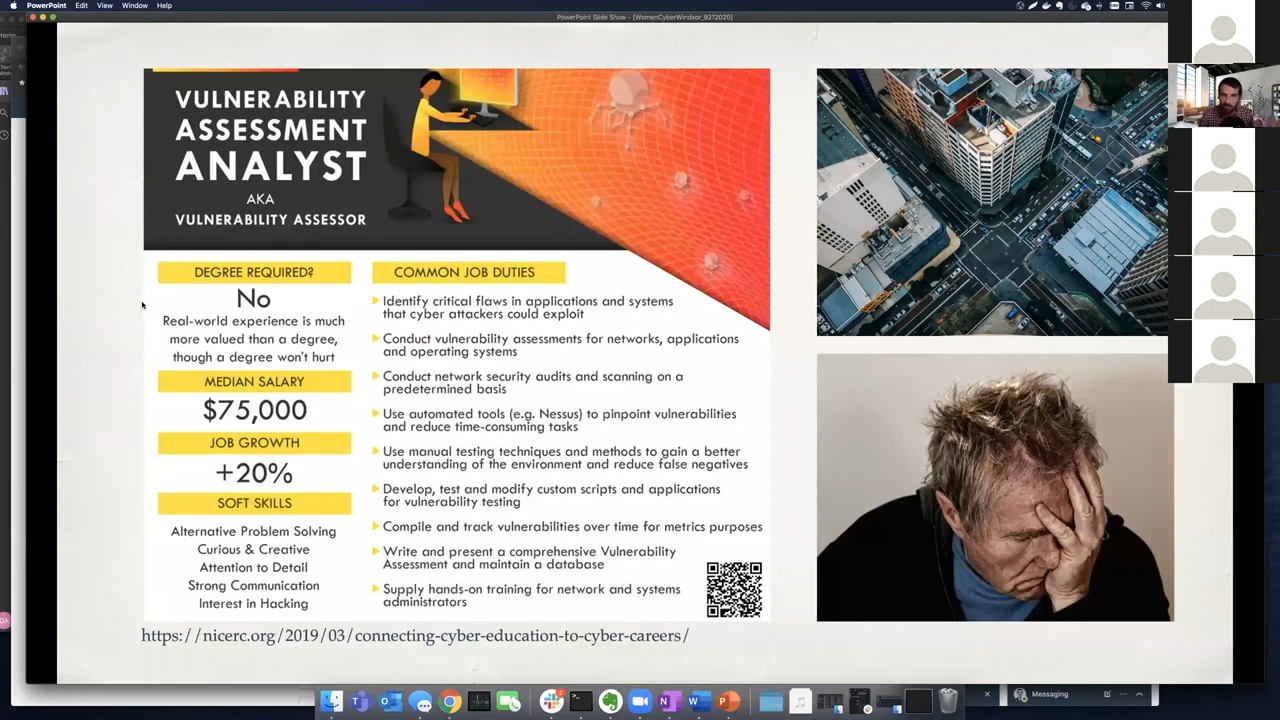 PowerPoint File Edit View Window Help
PowerPoint Slide Show - [WomenCyberWindsor_9212020]
VULNERABILITY
ASSESSMENT
ANALYST
AKA
VULNERABILITY ASSESSOR
DEGREE REQUIRED?
No
Real-world experience is much
more valued than a degree,
though a degree won't hurt
MEDIAN SALARY
$75,000
JOB GROWTH
+20%
SOFT SKILLS
Alternative Problem Solving
Curious & Creative
Attention to Detail
Strong Communication
Interest in Hacking
COMMON JOB DUTIES
Identify critical flaws in applications and systems
that cyber attackers could exploit
Conduct vulnerability assessments for networks, applications
and operating systems
Conduct network security audits and scanning on a
predetermined basis
Use automated tools (e.g. Nessus) to pinpoint vulnerabilities
and reduce time-consuming tasks
Use manual testing techniques and methods to gain a better
understanding of the environment and reduce false negatives
Develop, test and modify custom scripts and applications
for vulnerability testing
Compile and track vulnerabilities over time for metrics purposes
Write and present a comprehensive Vulnerability
Assessment and maintain a database
Supply hands-on training for network and systems
administrators
https://nicerc.org/2019/03/connecting-cyber-education-to-cyber-careers/
Messaging